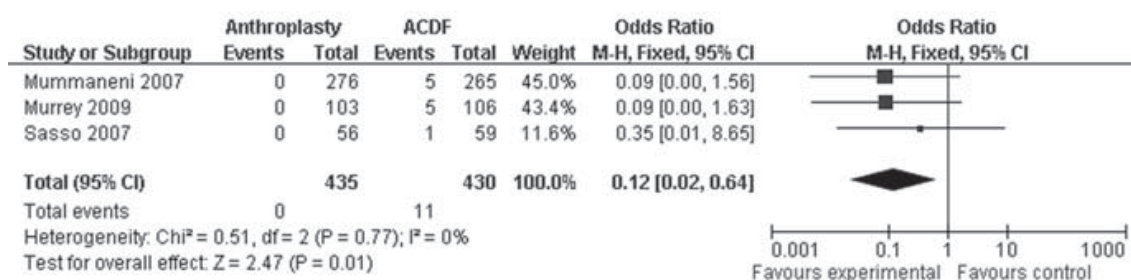 Anthroplasty ACDF Odds Ratio Odds Ratio
Study or Subgroup Events Total Events Total Weight M-H, Fixed, 95% CI M-H, Fixed, 95% CI
Mummaneni 2007 0 276 5 265 45.0% 0.09 [0.00, 1.56]
Murrey 2009 0 103 5 106 43.4% 0.09 [0.00, 1.63]
Sasso 2007 0 56 1 59 11.6% 0.35 [0.01, 8.65]
Total (95% CI) 435 430 100.0% 0.12 [0.02, 0.64]
Total events 0 11
Heterogeneity: Chi² = 0.51, df = 2 (P = 0.77); I² = 0%
Test for overall effect: Z = 2.47 (P = 0.01)
0.001 0.1 1 10 1000
Favours experimental Favours control